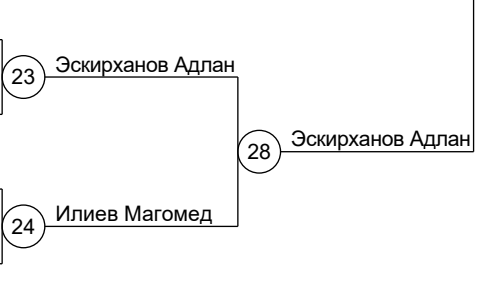 23 Эскирханов Адлан
28 Эскирханов Адлан
24 Илиев Магомед